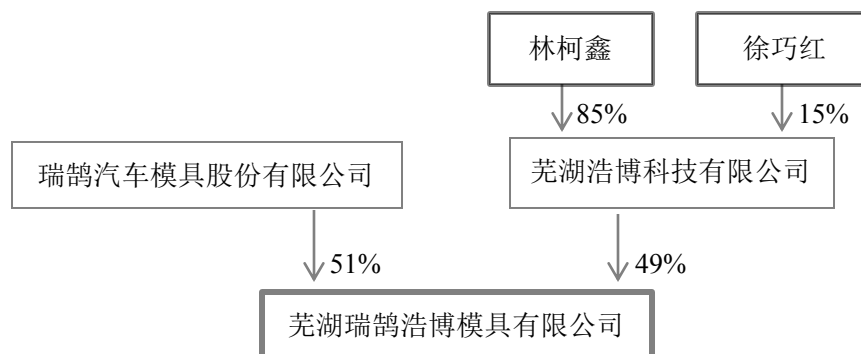 林柯鑫
徐巧红
85%
15%
瑞鹄汽车模具股份有限公司
芜湖浩博科技有限公司
51%
49%
芜湖瑞鹄浩博模具有限公司